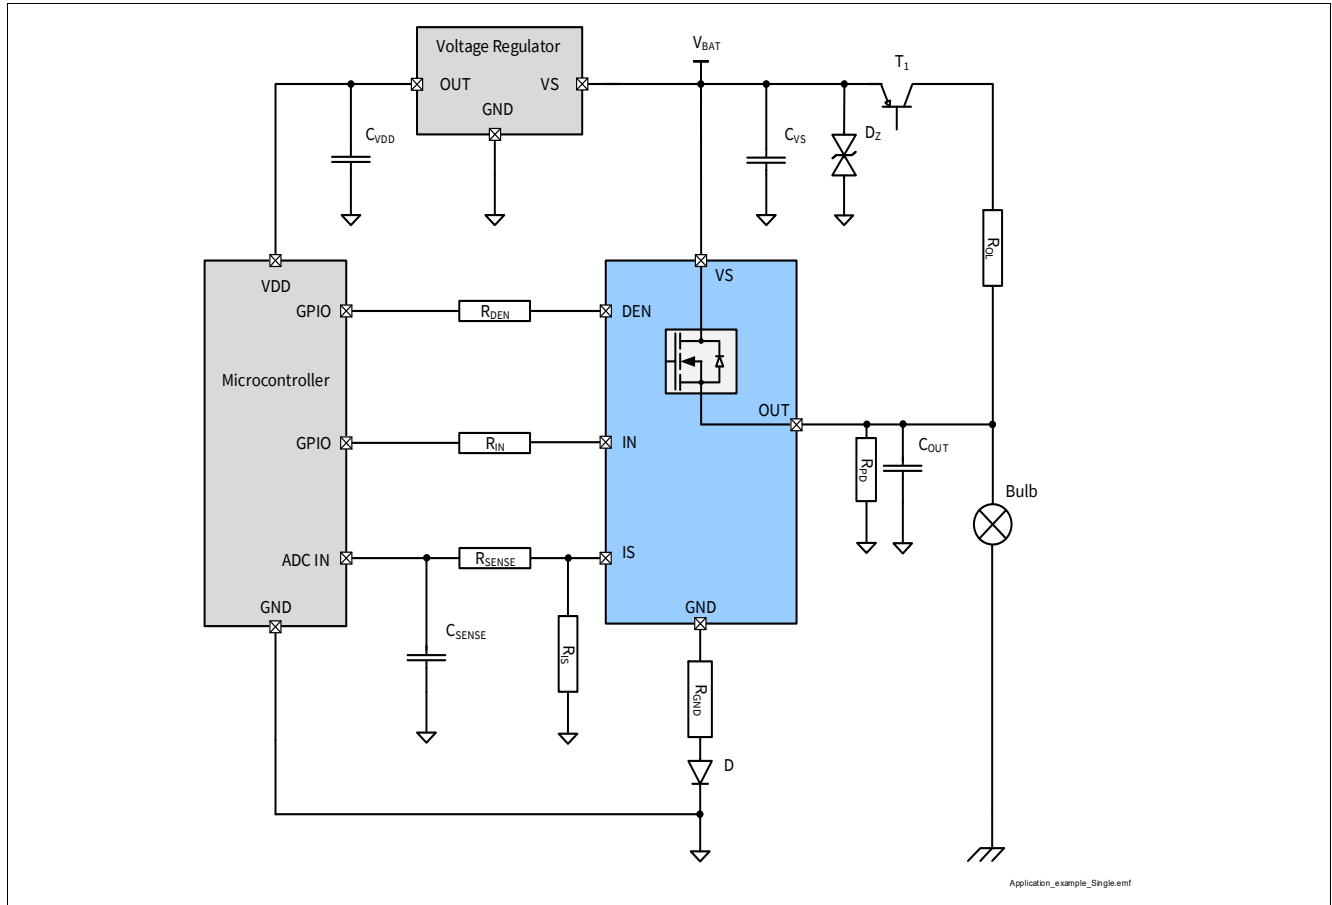 Voltage Regulator
OUT
VS
GND
VBAT
T1
CVDD
CVS
DZ
ROL
VDD
GPIO
RDEN
DEN
VS
Microcontroller
OUT
GPIO
RIN
IN
RPD
COUT
Bulb
ADC IN
RSENSE
IS
GND
GND
CSENSE
RIS
RGND
D
Application_example_Single.emf